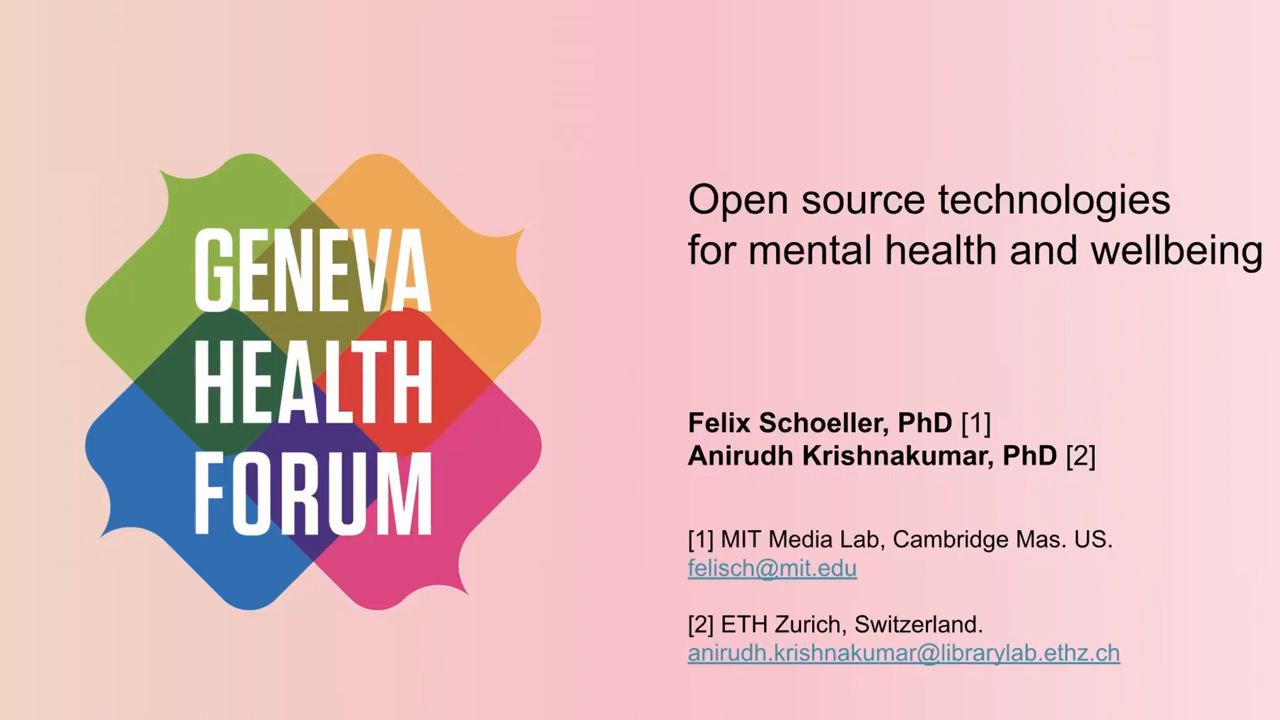 GENEVA
HEALTH
FORUM
Open source technologies
for mental health and wellbeing
Felix Schoeller, PhD [1]
Anirudh Krishnakumar, PhD [2]
[1] MIT Media Lab, Cambridge Mas. US.
felisch@mit.edu
[2] ETH Zurich, Switzerland.
anirudh.krishnakumar@librarylab.ethz.ch